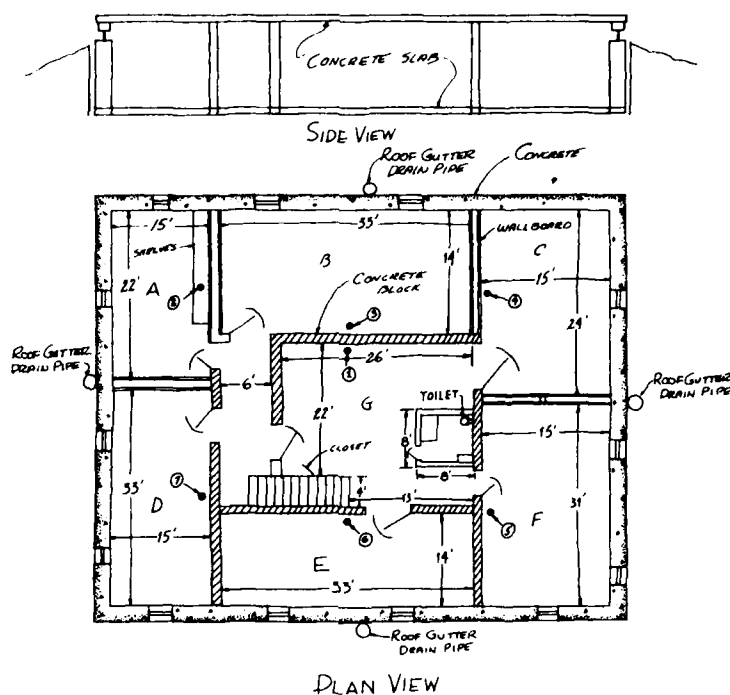 CONCRETE SLAB
SIDE VIEW
ROOF GUTTER
DRAIN PIPE
CONCRETE
15'
33'
WALLBOARD
SHELVES
B
14'
C
22'
A
CONCRETE
BLOCK
15'
2
3
4
24'
26'
1
ROOF GUTTER
DRAIN PIPE
6'
ROOF GUTTER
DRAIN PIPE
22'
G
TOILET
15'
8'
CLOSET
8'
33'
7
4'
13'
31'
D
6
5
F
15'
E
14'
33'
ROOF GUTTER
DRAIN PIPE
PLAN VIEW